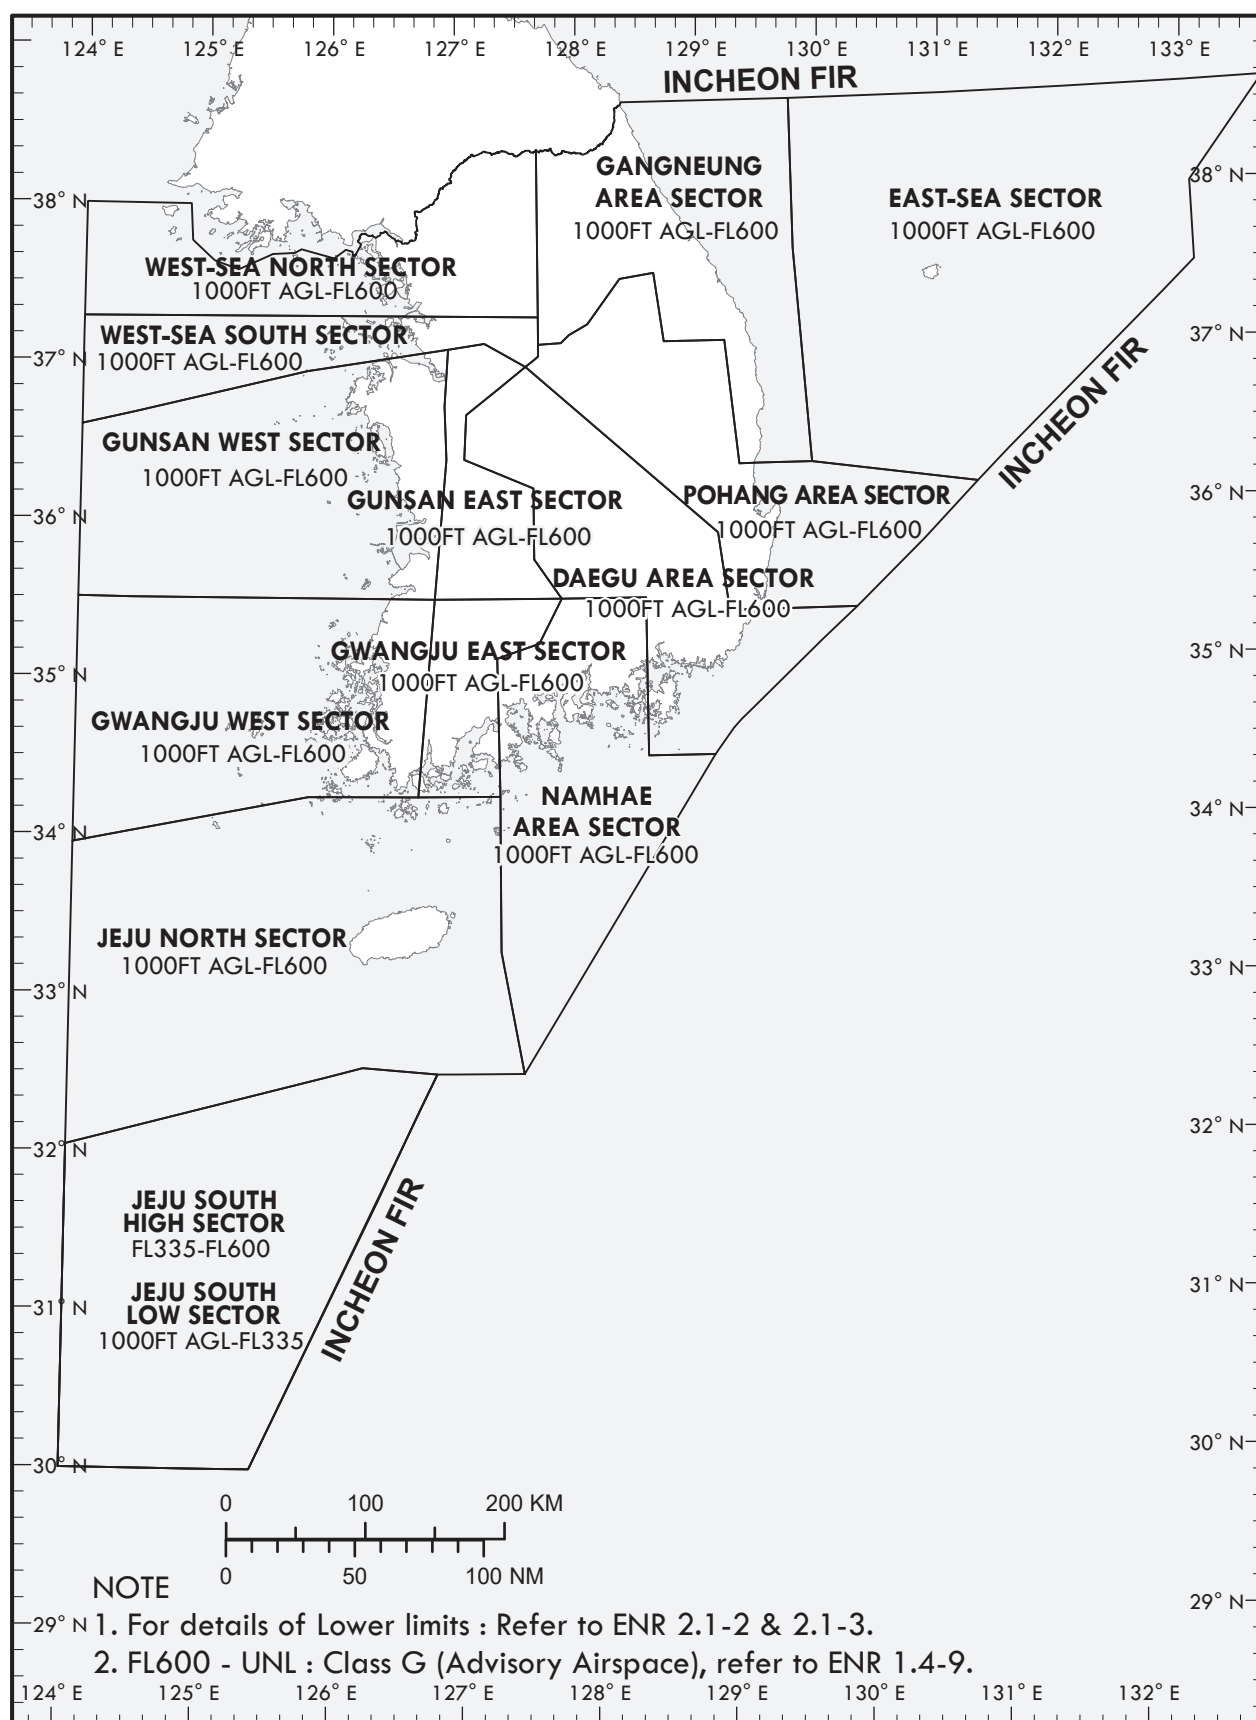 124° E 125° E 126° E 127° E 128° E 129° E 130° E 131° E 132° E 133° E
INCHEON FIR
GANGNEUNG
AREA SECTOR
1000FT AGL-FL600
EAST-SEA SECTOR
1000FT AGL-FL600
38° N
38° N
WEST-SEA NORTH SECTOR
1000FT AGL-FL600
WEST-SEA SOUTH SECTOR
1000FT AGL-FL600
37° N
37° N
INCHEON FIR
GUNSAN WEST SECTOR
1000FT AGL-FL600
GUNSAN EAST SECTOR
1000FT AGL-FL600
POHANG AREA SECTOR
1000FT AGL-FL600
36° N
36° N
DAEGU AREA SECTOR
1000FT AGL-FL600
GWANGJU EAST SECTOR
1000FT AGL-FL600
35° N
35° N
GWANGJU WEST SECTOR
1000FT AGL-FL600
NAMHAE
AREA SECTOR
1000FT AGL-FL600
34° N
34° N
JEJU NORTH SECTOR
1000FT AGL-FL600
33° N
33° N
32° N
32° N
JEJU SOUTH
HIGH SECTOR
FL335-FL600
JEJU SOUTH
LOW SECTOR
1000FT AGL-FL335
INCHEON FIR
31° N
31° N
30° N
30° N
0 100 200 KM
0 50 100 NM
NOTE
29° N
29° N
1. For details of Lower limits : Refer to ENR 2.1-2 & 2.1-3.
2. FL600 - UNL : Class G (Advisory Airspace), refer to ENR 1.4-9.
124° E 125° E 126° E 127° E 128° E 129° E 130° E 131° E 132° E